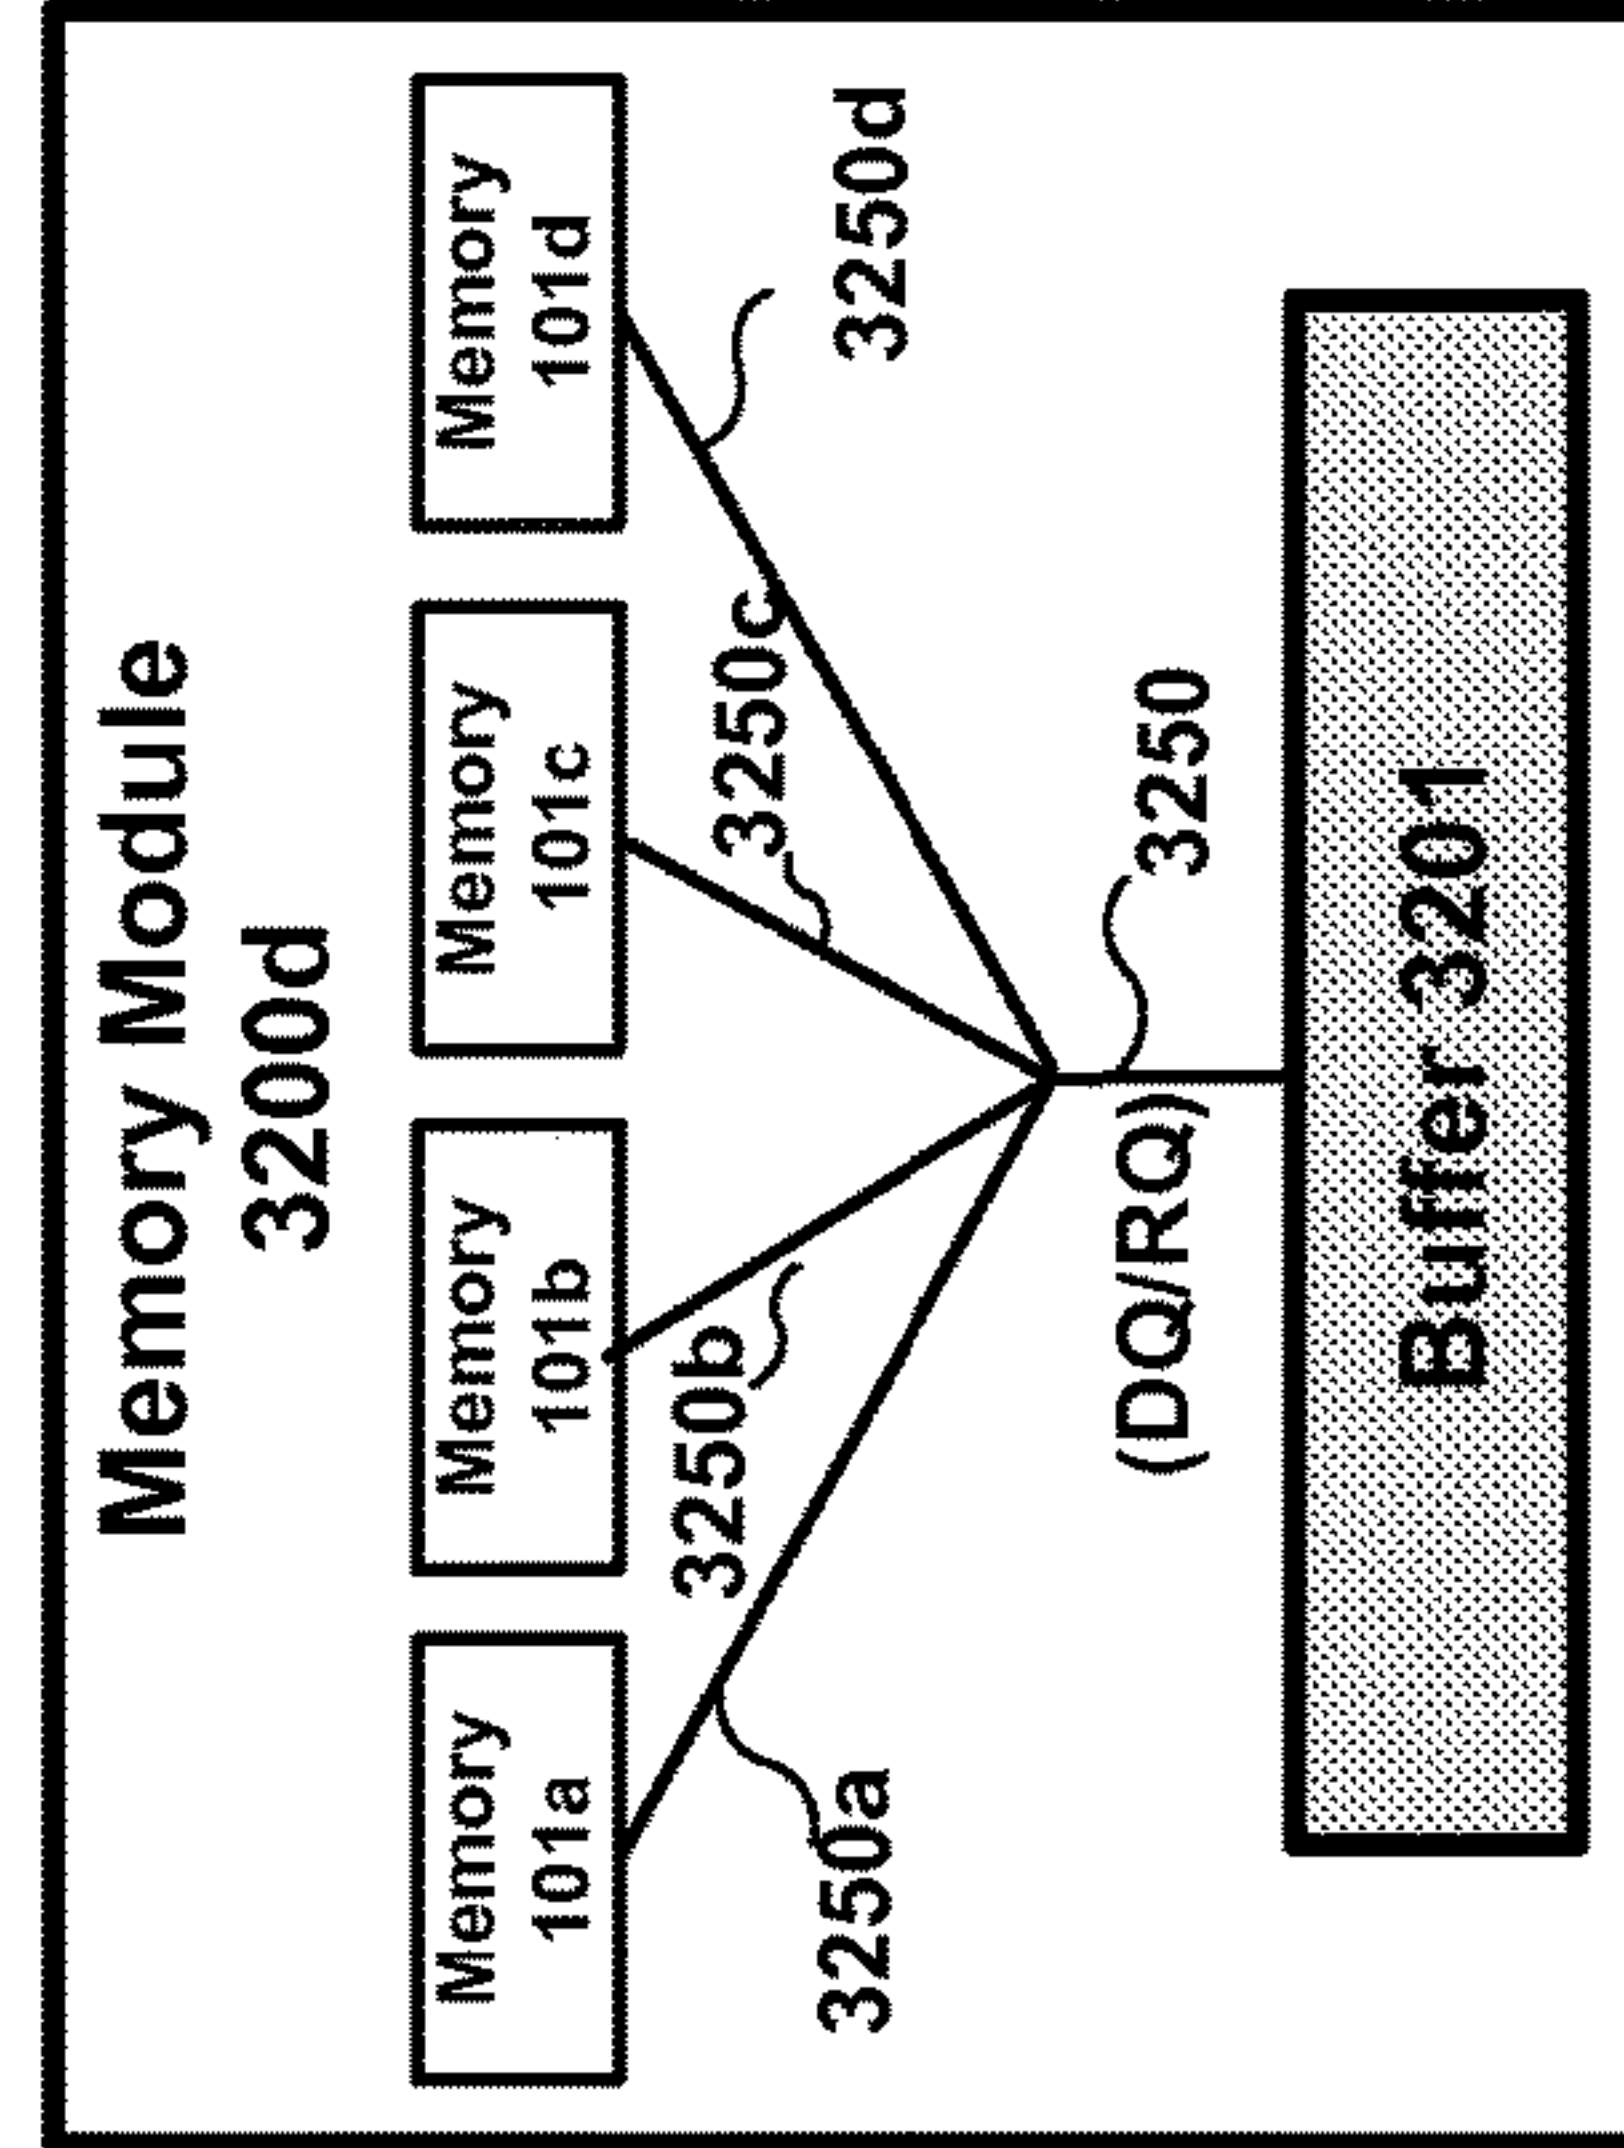 Memory Module
3200d
Memory
101a
Memory
101b
Memory
101c
Memory
101d
3250a
3250b
3250c
3250d
(DQ/RQ)
3250
Buffer 3201